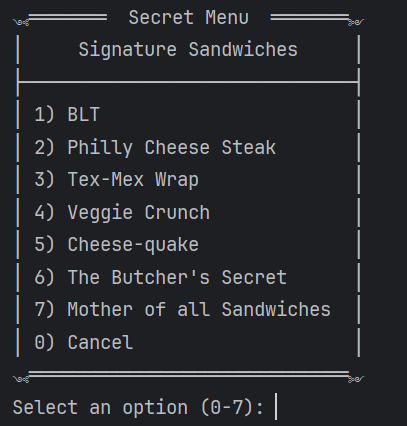 Secret Menu
Signature Sandwiches
1) BLT
2) Philly Cheese Steak
3) Tex-Mex Wrap
4) Veggie Crunch
5) Cheese-quake
6) The Butcher's Secret
7) Mother of all Sandwiches
0) Cancel
Select an option (0-7):